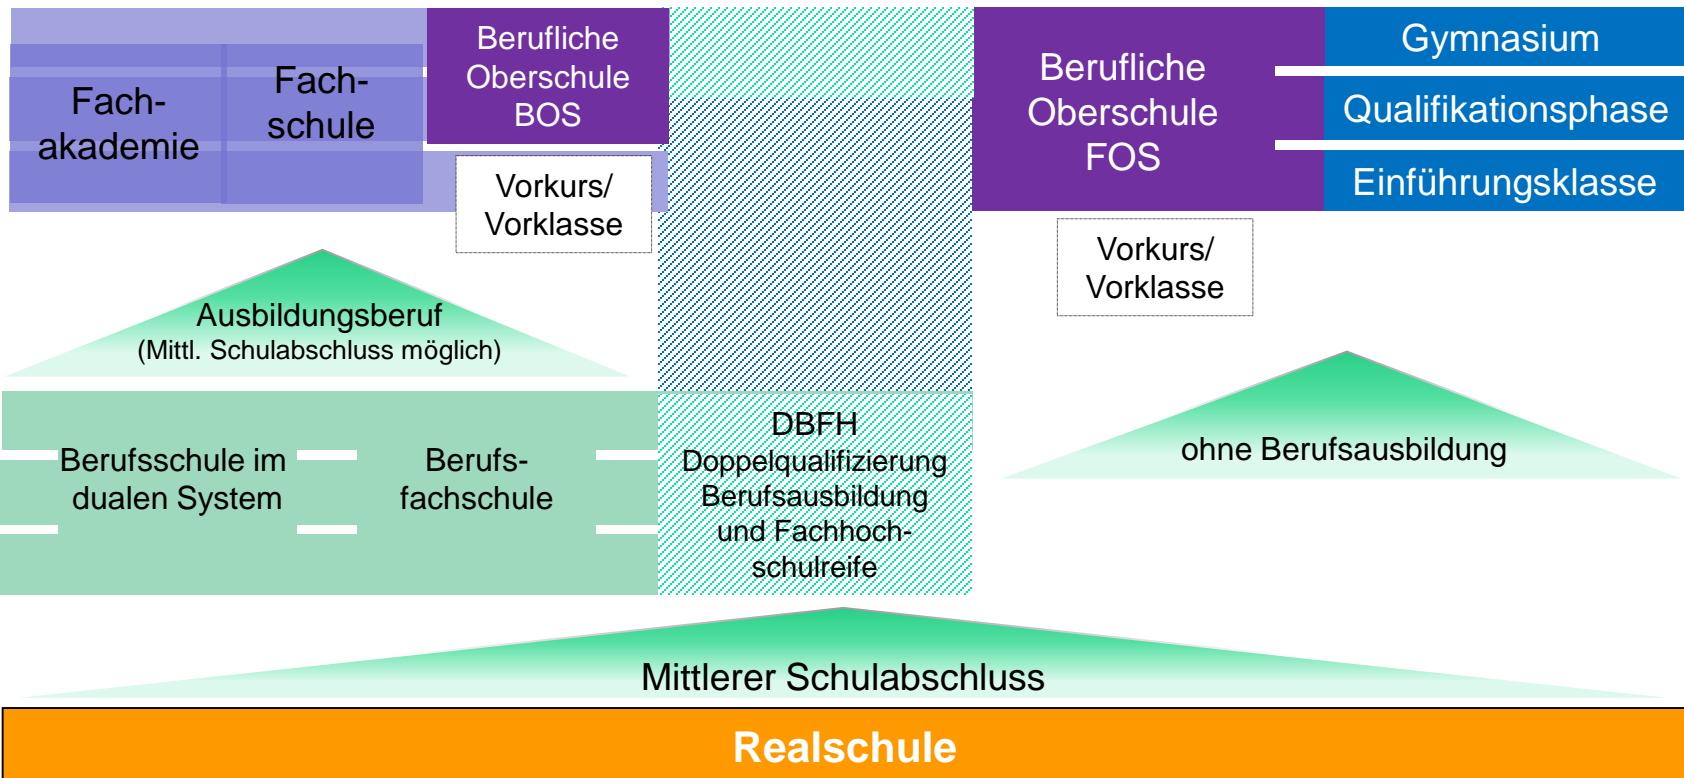 Fach-
akademie
Fach-
schule
Berufliche
Oberschule
BOS
Vorkurs/
Vorklasse
Berufliche
Oberschule
FOS
Vorkurs/
Vorklasse
Gymnasium
Qualifikationsphase
Einführungsklasse
Ausbildungsberuf
(Mittl. Schulabschluss möglich)
ohne Berufsausbildung
Berufsschule im
dualen System
Berufs-
fachschule
DBFH
Doppelqualifizierung
Berufsausbildung
und Fachhoch-
schulreife
Mittlerer Schulabschluss
Realschule